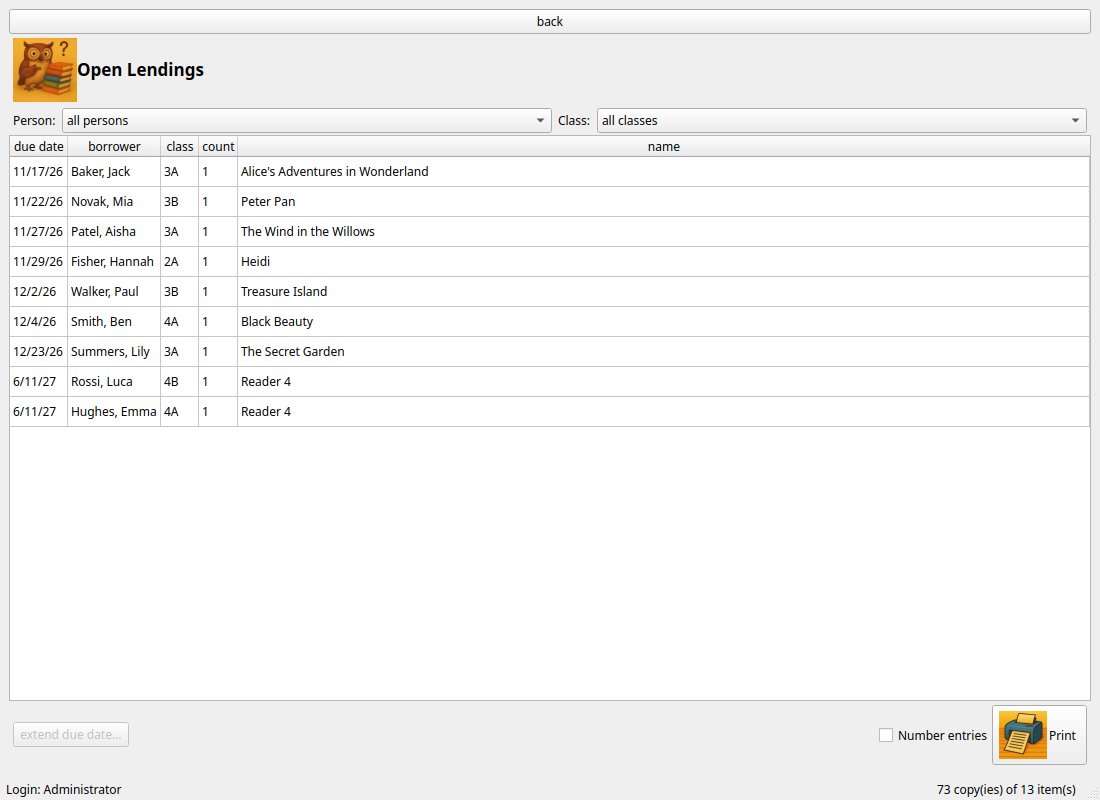 back
Open Lendings
Person: all persons Class: all classes
due date borrower class count name
11/17/26 Baker, Jack 3A 1 Alice's Adventures in Wonderland
11/22/26 Novak, Mia 3B 1 Peter Pan
11/27/26 Patel, Aisha 3A 1 The Wind in the Willows
11/29/26 Fisher, Hannah 2A 1 Heidi
12/2/26 Walker, Paul 3B 1 Treasure Island
12/4/26 Smith, Ben 4A 1 Black Beauty
12/23/26 Summers, Lily 3A 1 The Secret Garden
6/11/27 Rossi, Luca 4B 1 Reader 4
6/11/27 Hughes, Emma 4A 1 Reader 4
extend due date... Number entries Print
Login: Administrator 73 copy(ies) of 13 item(s)